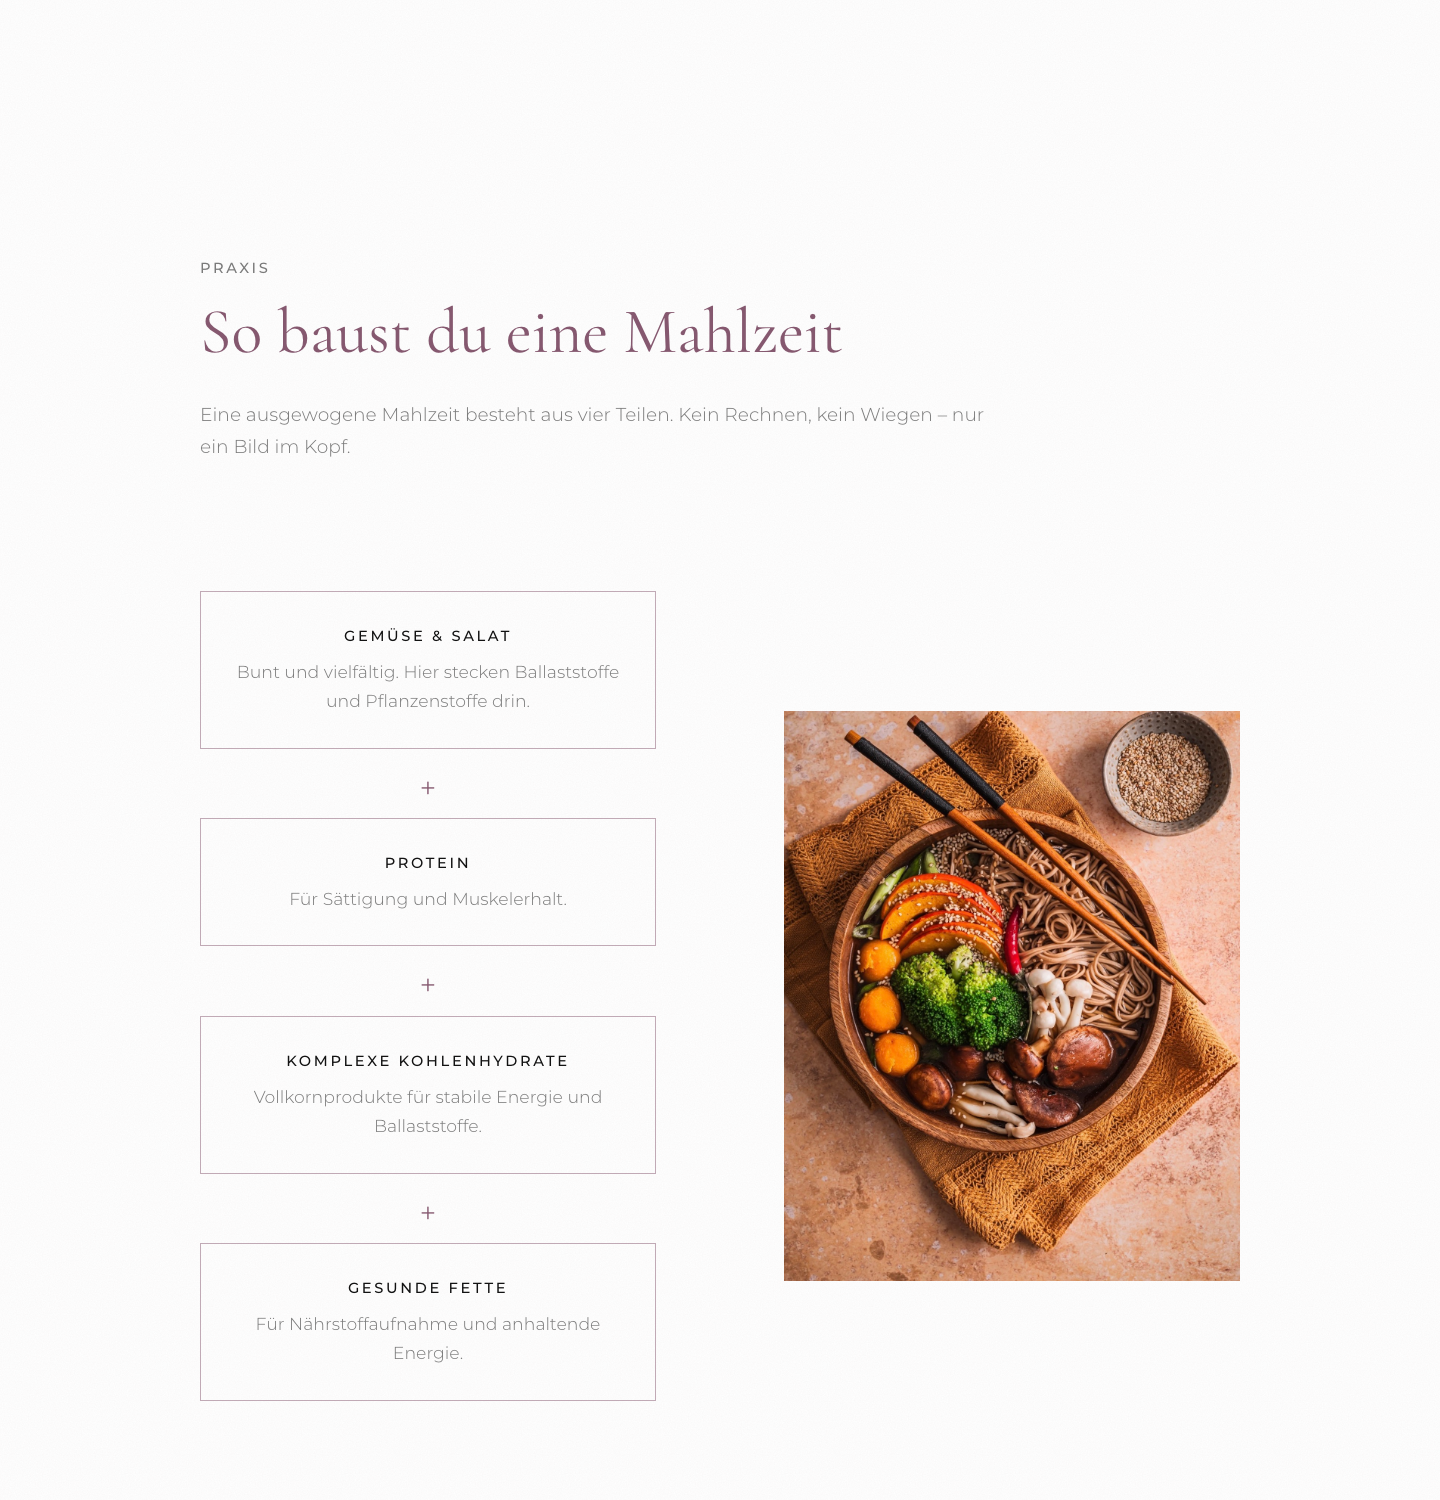 PRAXIS
So baust du eine Mahlzeit
Eine ausgewogene Mahlzeit besteht aus vier Teilen. Kein Rechnen, kein Wiegen – nur
ein Bild im Kopf.
GEMÜSE & SALAT
Bunt und vielfältig. Hier stecken Ballaststoffe
und Pflanzenstoffe drin.
+
PROTEIN
Für Sättigung und Muskelerhalt.
+
KOMPLEXE KOHLENHYDRATE
Vollkornprodukte für stabile Energie und
Ballaststoffe.
+
GESUNDE FETTE
Für Nährstoffaufnahme und anhaltende
Energie.